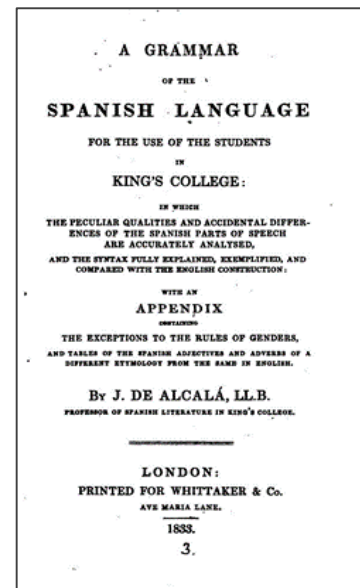 A GRAMMAR
OF THE
SPANISH LANGUAGE
FOR THE USE OF THE STUDENTS
IN
KING'S COLLEGE:
IN WHICH
THE PECULIAR QUALITIES AND ACCIDENTAL DIFFER-
ENCES OF THE SPANISH PARTS OF SPEECH
ARE ACCURATELY ANALYSED,
AND THE SYNTAX FULLY EXPLAINED, EXEMPLIFIED, AND
COMPARED WITH THE ENGLISH CONSTRUCTION:
WITH AN
APPENDIX
CONTAINING
THE EXCEPTIONS TO THE RULES OF GENDERS,
AND TABLES OF THE SPANISH ADJECTIVES AND ADVERBS OF A
DIFFERENT ETYMOLOGY FROM THE SAME IN ENGLISH.
BY J. DE ALCALÁ, LL.B.
PROFESSOR OF SPANISH LITERATURE IN KING'S COLLEGE.
LONDON:
PRINTED FOR WHITTAKER & Co.
AVE MARIA LANE.
1833.
3.